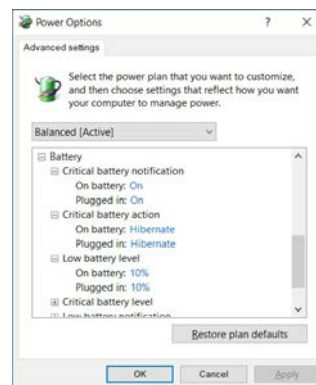 Power Options
Advanced settings
Select the power plan that you want to customize,
and then choose settings that reflect how you want
your computer to manage power.
Balanced [Active]
Battery
Critical battery notification
On battery: On
Plugged in: On
Critical battery action
On battery: Hibernate
Plugged in: Hibernate
Low battery level
On battery: 10%
Plugged in: 10%
Critical battery level
Low battery notification
Restore plan defaults
OK
Cancel
Apply